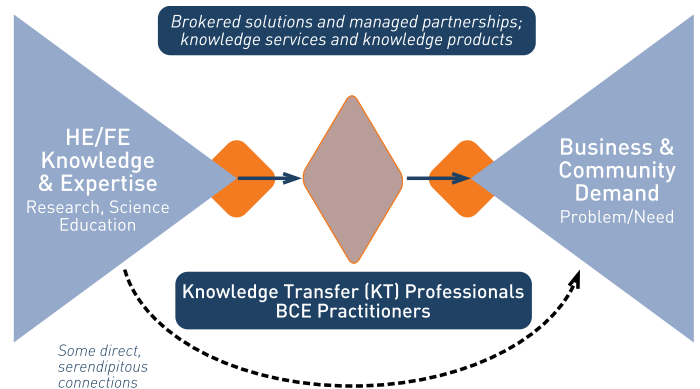 Brokered solutions and managed partnerships;
knowledge services and knowledge products
HE/FE
Knowledge
& Expertise
Research, Science
Education
Business &
Community
Demand
Problem/Need
Knowledge Transfer (KT) Professionals
BCE Practitioners
Some direct,
serendipitous
connections